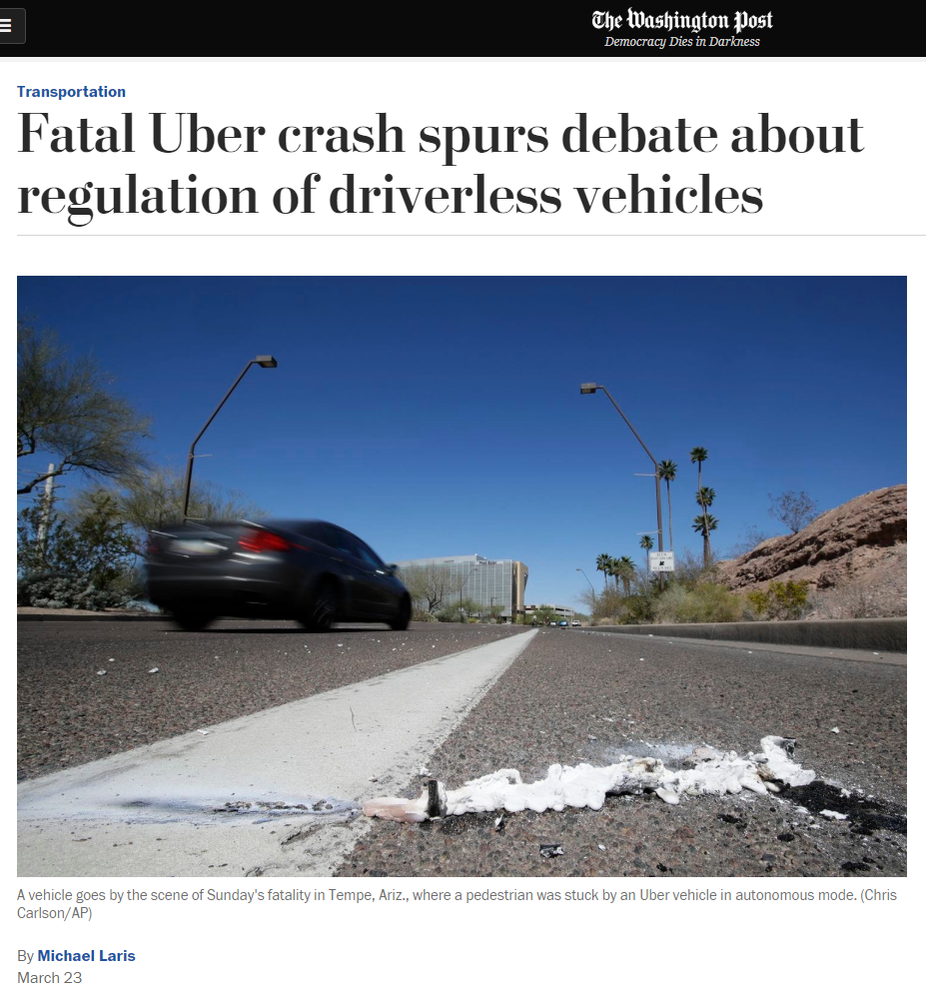 The Washington Post
Democracy Dies in Darkness
Transportation
Fatal Uber crash spurs debate about
regulation of driverless vehicles
A vehicle goes by the scene of Sunday's fatality in Tempe, Ariz., where a pedestrian was stuck by an Uber vehicle in autonomous mode. (Chris
Carlson/AP)
By Michael Laris
March 23